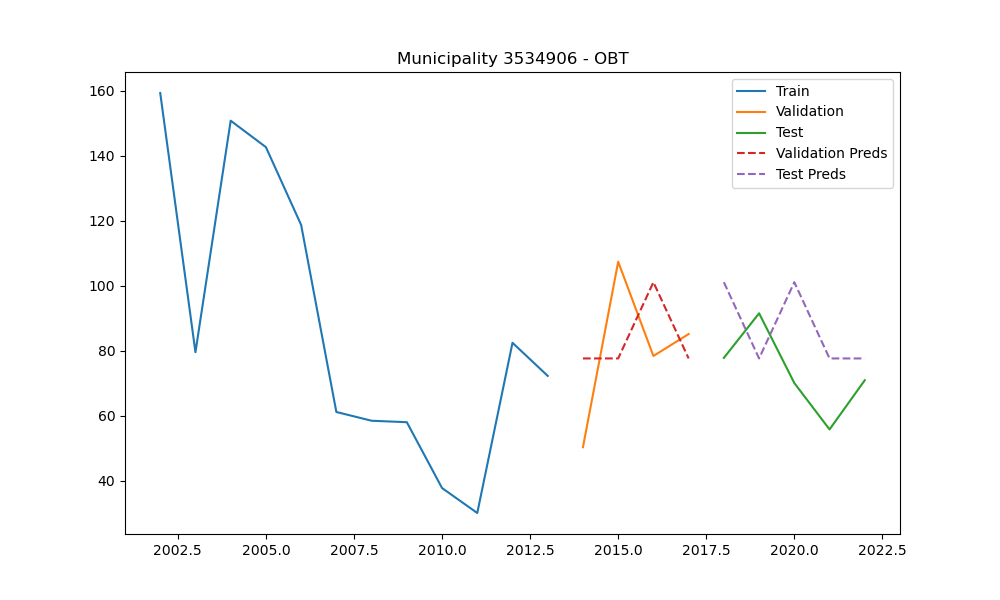 Municipality 3534906 - OBT
160
140
120
100
80
60
40
Train
Validation
Test
Validation Preds
Test Preds
2002.5 2005.0 2007.5 2010.0 2012.5 2015.0 2017.5 2020.0 2022.5